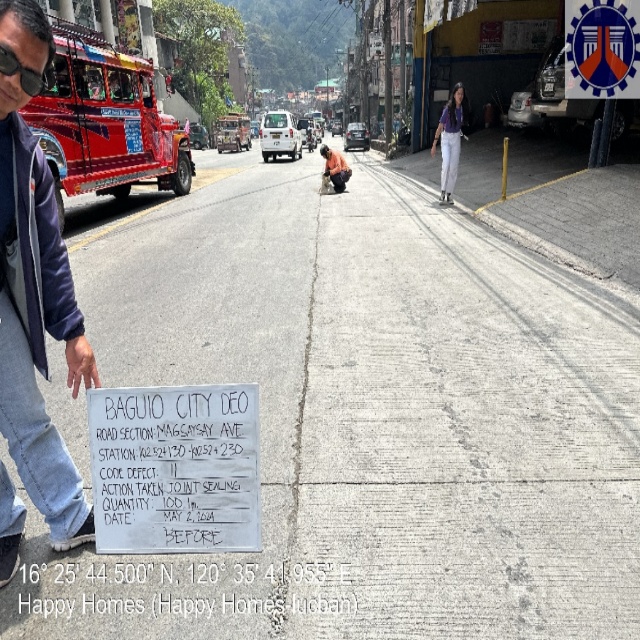 BAGUIO CITY DEO
ROAD SECTION: MAGSAYSAY AVE
STATION: K0252+130-K0252+230
CODE DEFECT: 11
ACTION TAKEN JOINT SEALING
QUANTITY: 100 lm.
DATE MAY 2, 2024
BEFORE
16° 25' 44.500" N, 120° 35' 41.955" E
Happy Homes (Happy Homes-lucban)